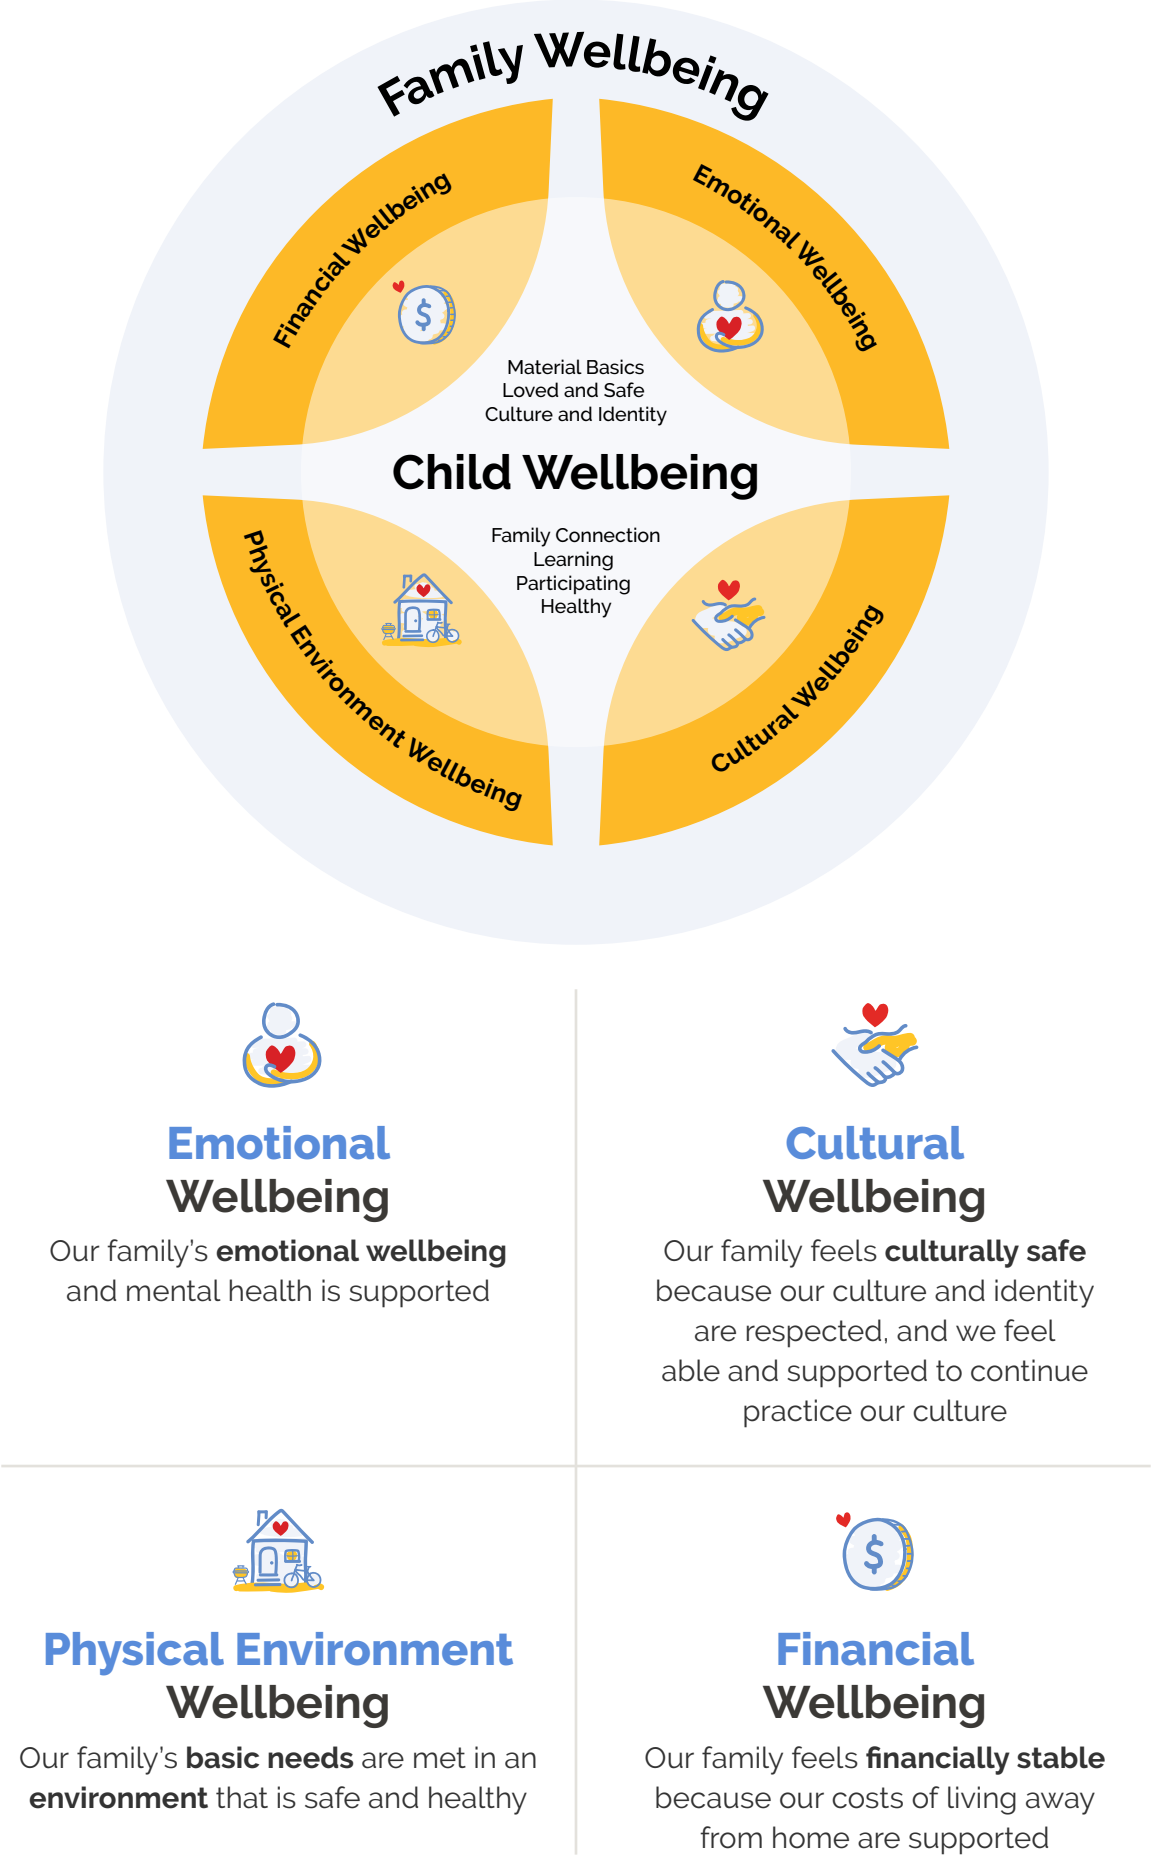 Family Wellbeing
Financial Wellbeing
Emotional Wellbeing
$
Material Basics
Loved and Safe
Culture and Identity
Child Wellbeing
Family Connection
Learning
Participating
Healthy
Physical Environment Wellbeing
Cultural Wellbeing
Emotional
Wellbeing
Our family’s emotional wellbeing
and mental health is supported
Cultural
Wellbeing
Our family feels culturally safe
because our culture and identity
are respected, and we feel
able and supported to continue
practice our culture
Physical Environment
Wellbeing
Our family’s basic needs are met in an
environment that is safe and healthy
$
Financial
Wellbeing
Our family feels financially stable
because our costs of living away
from home are supported